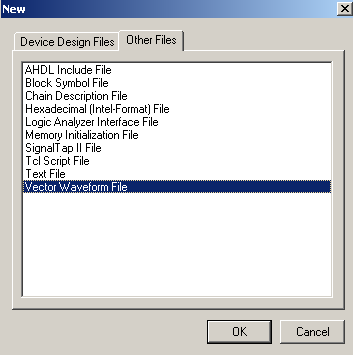 New
Device Design Files Other Files
AHDL Include File
Block Symbol File
Chain Description File
Hexadecimal (Intel-Format) File
Logic Analyzer Interface File
Memory Initialization File
SignalTap II File
Tcl Script File
Text File
Vector Waveform File
OK Cancel